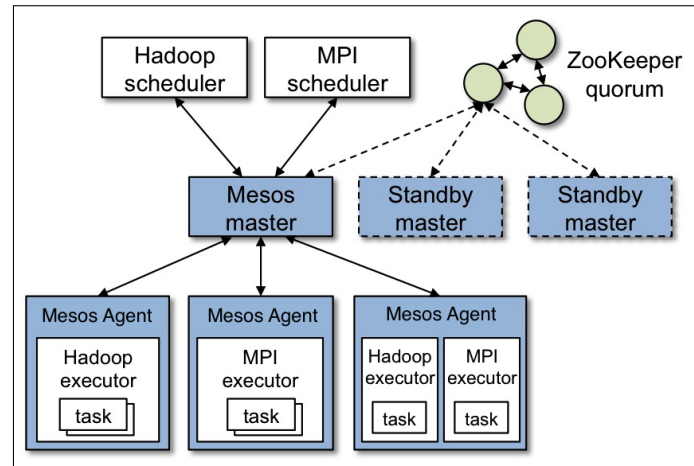 Hadoop
scheduler
MPI
scheduler
ZooKeeper
quorum
Mesos
master
Standby
master
Standby
master
Mesos Agent
Hadoop
executor
task
Mesos Agent
MPI
executor
task
Mesos Agent
Hadoop
executor
task
MPI
executor
task